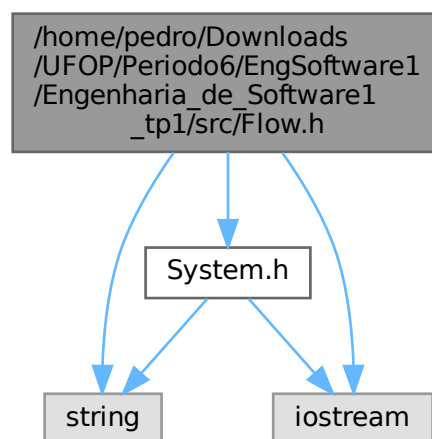 /home/pedro/Downloads
/UFOP/Periodo6/EngSoftware1
/Engenharia_de_Software1
_tp1/src/Flow.h
System.h
string
iostream